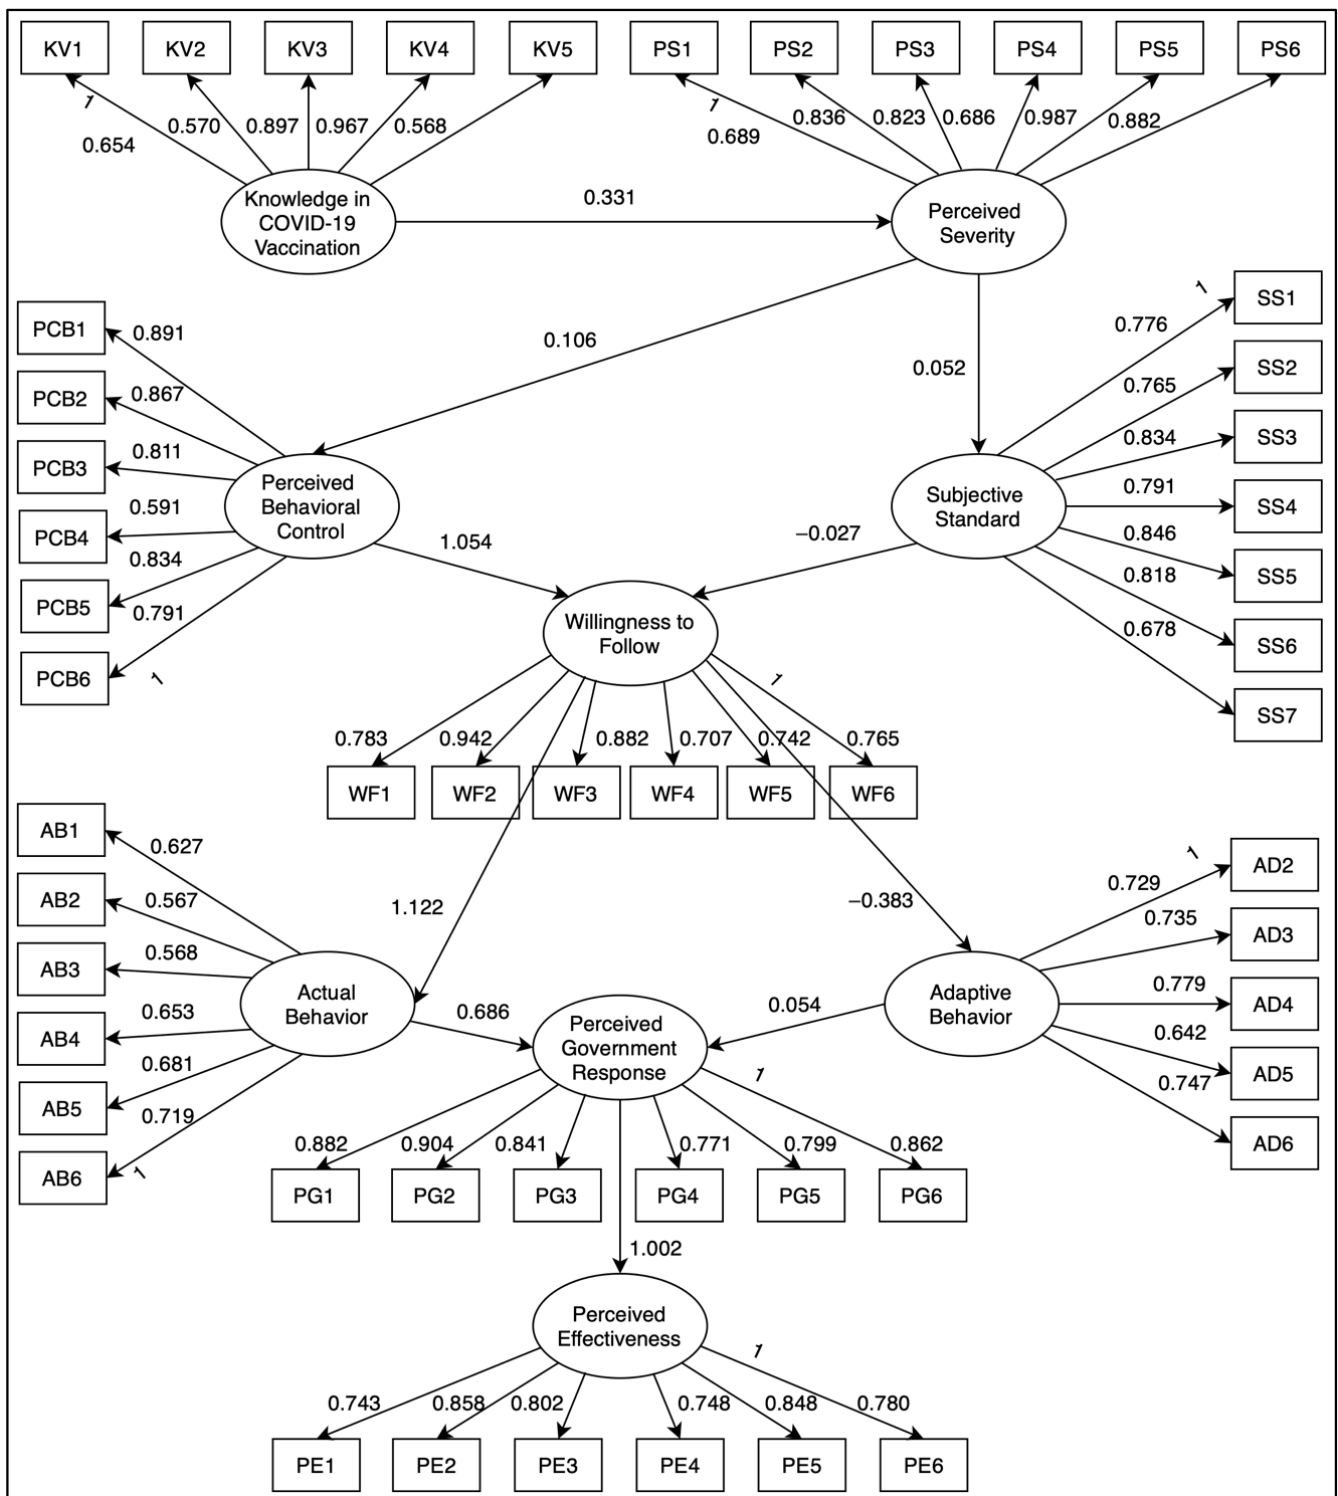 KV1 KV2 KV3 KV4 KV5 PS1 PS2 PS3 PS4 PS5 PS6
1 0.654 0.570 0.897 0.967 0.568 1 0.689 0.836 0.823 0.686 0.987 0.882
Knowledge in
COVID-19
Vaccination
0.331
Perceived
Severity
0.106
0.052
PCB1 0.891
PCB2 0.867
PCB3 0.811
PCB4 0.591
PCB5 0.834
PCB6 0.791 1
Perceived
Behavioral
Control
1.054
Subjective
Standard
−0.027
1
0.776 SS1
0.765 SS2
0.834 SS3
0.791 SS4
0.846 SS5
0.818 SS6
0.678 SS7
Willingness to
Follow
1
0.783 0.942 0.882 0.707 0.742 0.765
WF1 WF2 WF3 WF4 WF5 WF6
1.122
−0.383
AB1 0.627
AB2 0.567
AB3 0.568
AB4 0.653
AB5 0.681
AB6 0.719 1
Actual
Behavior
0.686
Perceived
Government
Response
0.054
Adaptive
Behavior
1
0.729 AD2
0.735 AD3
0.779 AD4
0.642 AD5
0.747 AD6
1
0.882 0.904 0.841 0.771 0.799 0.862
PG1 PG2 PG3 PG4 PG5 PG6
1.002
Perceived
Effectiveness
1
0.743 0.858 0.802 0.748 0.848 0.780
PE1 PE2 PE3 PE4 PE5 PE6